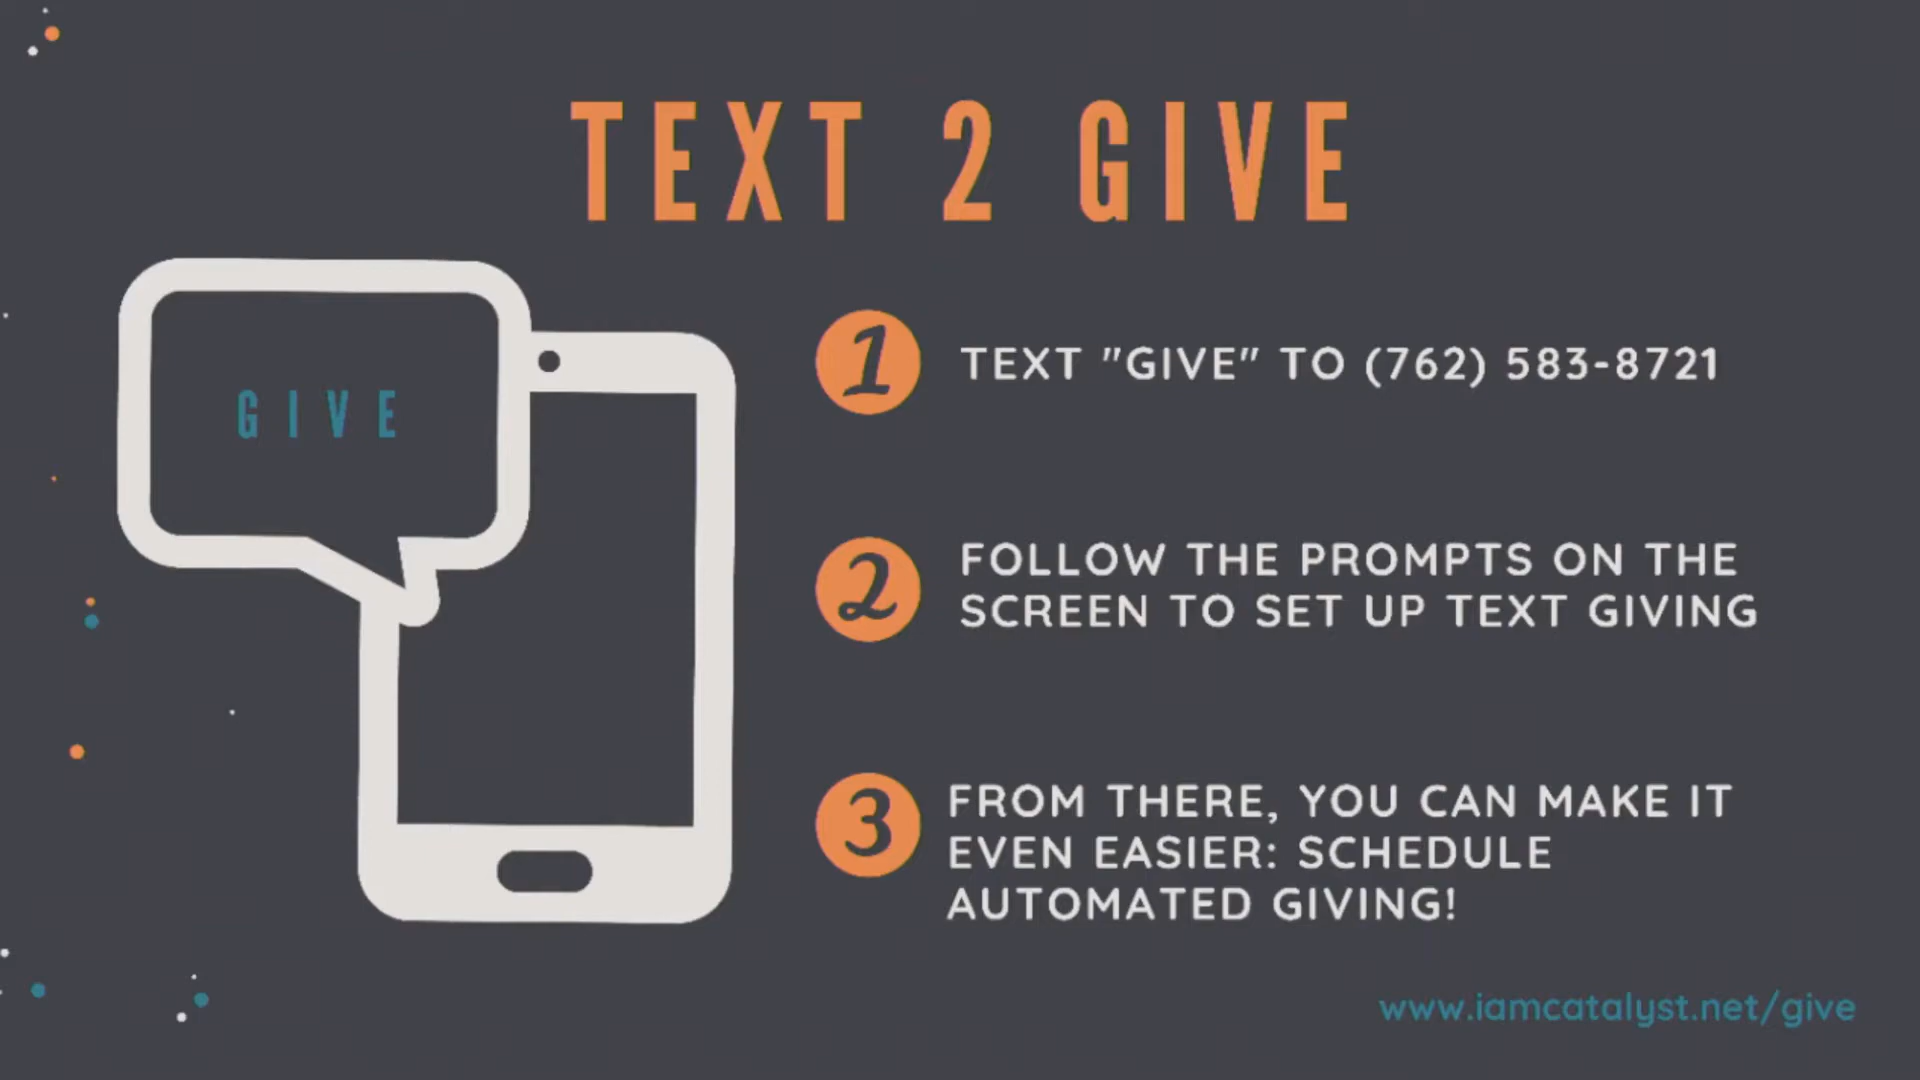 TEXT 2 GIVE
GIVE
1
TEXT "GIVE" TO (762) 583-8721
2
FOLLOW THE PROMPTS ON THE
SCREEN TO SET UP TEXT GIVING
3
FROM THERE, YOU CAN MAKE IT
EVEN EASIER: SCHEDULE
AUTOMATED GIVING!
www.iamcatalyst.net/give